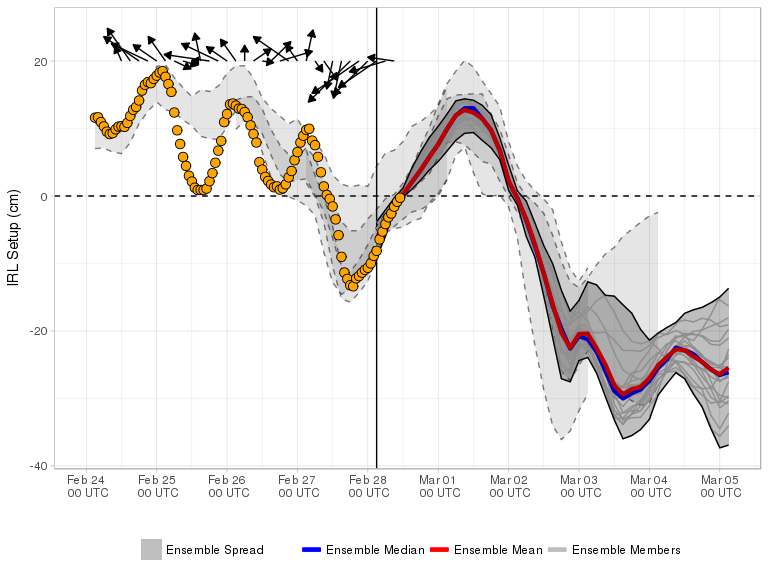 20
0
-20
-40
IRL Setup (cm)
Feb 24 Feb 25 Feb 26 Feb 27 Feb 28 Mar 01 Mar 02 Mar 03 Mar 04 Mar 05
00 UTC 00 UTC 00 UTC 00 UTC 00 UTC 00 UTC 00 UTC 00 UTC 00 UTC 00 UTC
Ensemble Spread Ensemble Median Ensemble Mean Ensemble Members